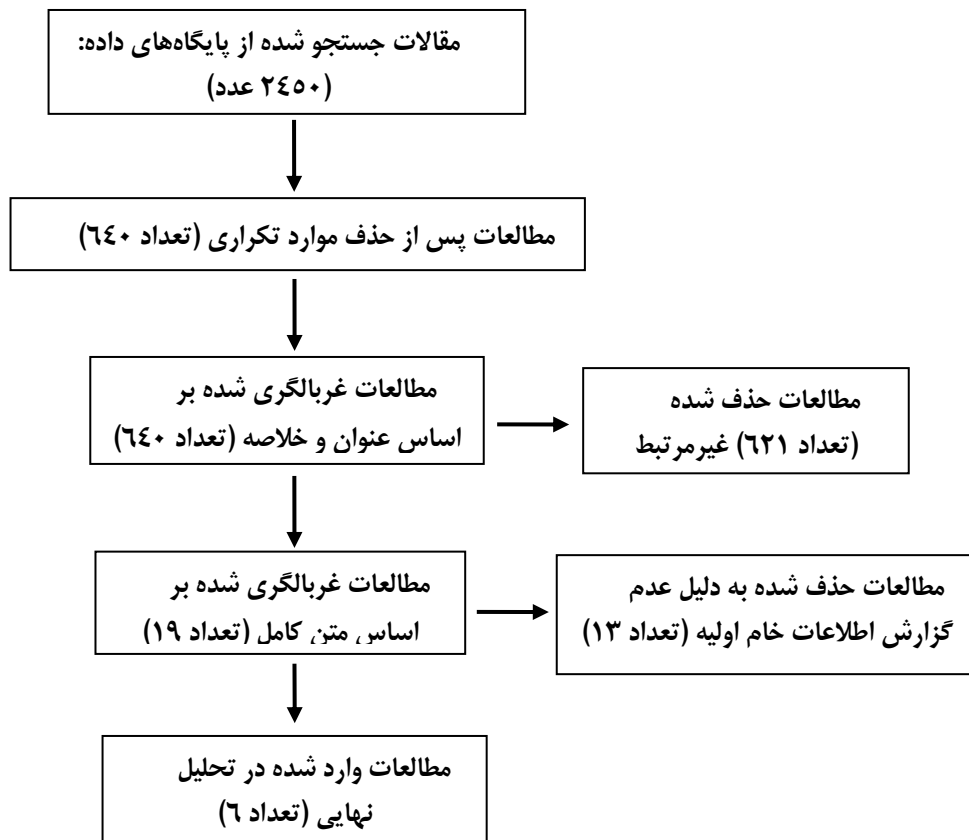 مقالات جستجو شده از پایگاه‌های داده:
(۲٤٥۰ عدد)
مطالعات پس از حذف موارد تکراری (تعداد ٦٤۰)
مطالعات غربالگری شده بر
اساس عنوان و خلاصه (تعداد ٦٤۰)
مطالعات حذف شده
(تعداد ٦۲۱) غیرمرتبط
مطالعات غربالگری شده بر
اساس متن کامل (تعداد ۱۹)
مطالعات حذف شده به دلیل عدم
گزارش اطلاعات خام اولیه (تعداد ۱۳)
مطالعات وارد شده در تحلیل
نهایی (تعداد ٦)